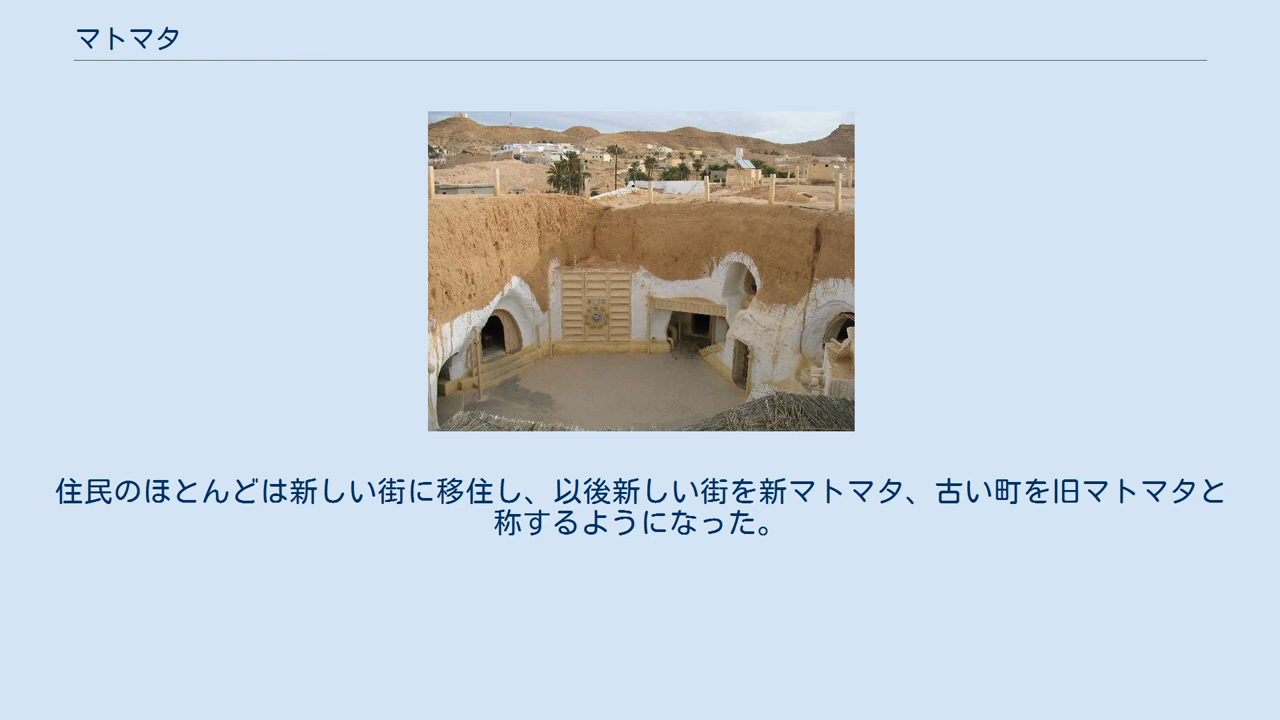 マトマタ
住民のほとんどは新しい街に移住し、以後新しい街を新マトマタ、古い町を旧マトマタと
称するようになった。